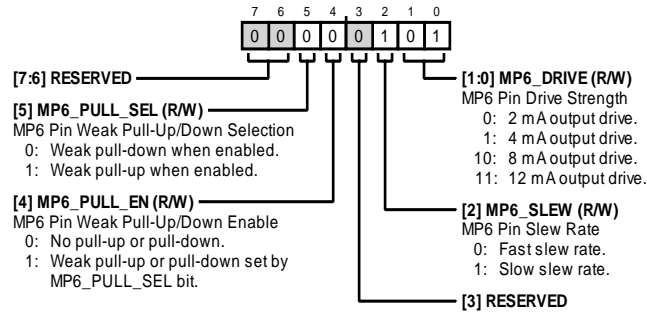 7 6 5 4 3 2 1 0
0 0 0 0 0 1 0 1
[7:6] RESERVED
[5] MP6_PULL_SEL (R/W)
MP6 Pin Weak Pull-Up/Down Selection
0: Weak pull-down when enabled.
1: Weak pull-up when enabled.
[4] MP6_PULL_EN (R/W)
MP6 Pin Weak Pull-Up/Down Enable
0: No pull-up or pull-down.
1: Weak pull-up or pull-down set by
MP6_PULL_SEL bit.
[1:0] MP6_DRIVE (R/W)
MP6 Pin Drive Strength
0: 2 mA output drive.
1: 4 mA output drive.
10: 8 mA output drive.
11: 12 mA output drive.
[2] MP6_SLEW (R/W)
MP6 Pin Slew Rate
0: Fast slew rate.
1: Slow slew rate.
[3] RESERVED